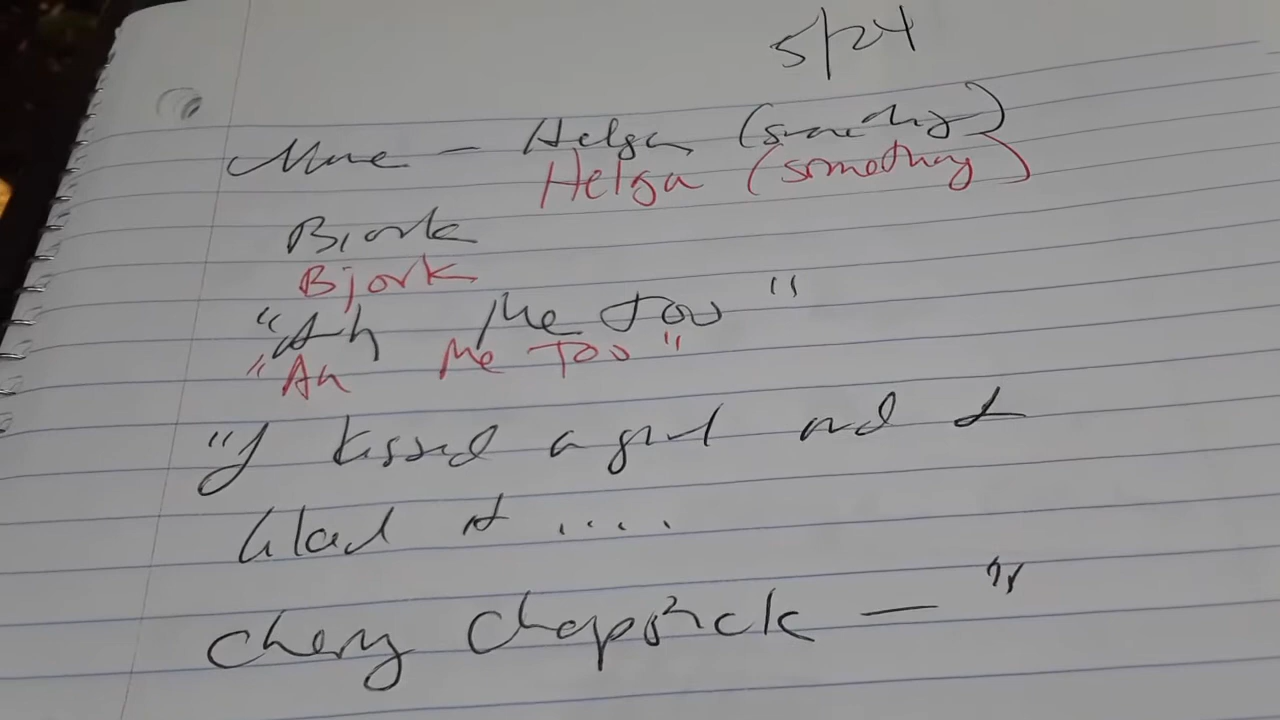 5/24
— Helga (something)
Helga (something)
Bjork
Bjork
"Ah Me Too"
"Ah Me Too"
"I kissed a girl and I
liked it ....
cherry chapstick — "